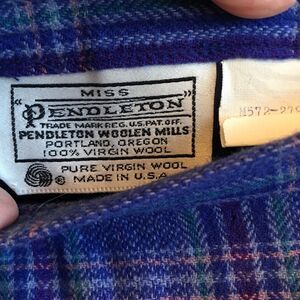 MISS
"PENDLETON"
TRADE MARK REG. U.S. PAT. OFF.
PENDLETON WOOLEN MILLS
PORTLAND, OREGON
100% VIRGIN WOOL
PURE VIRGIN WOOL
® MADE IN U.S.A